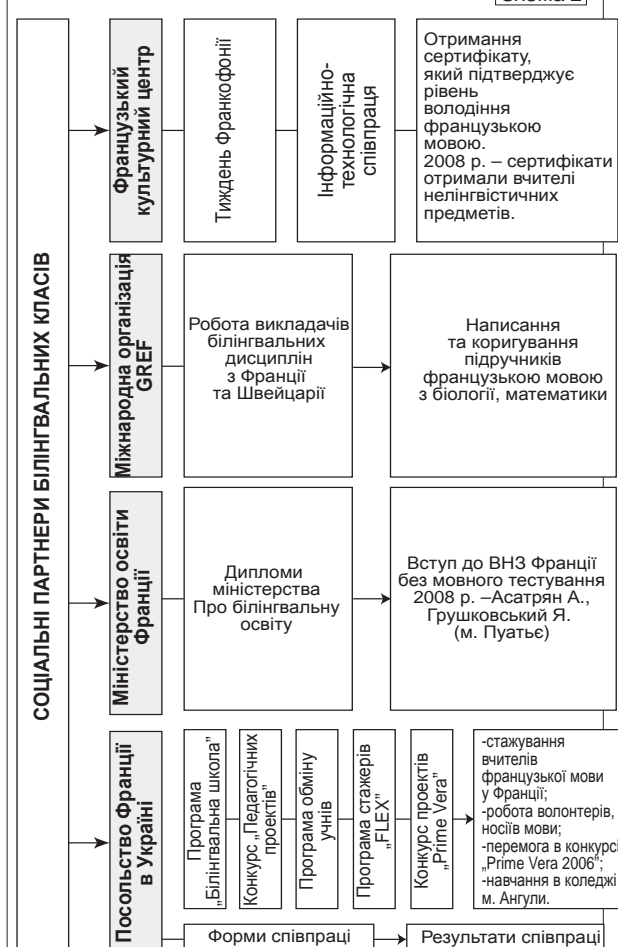 СОЦІАЛЬНІ ПАРТНЕРИ БІЛІНГВАЛЬНИХ КЛАСІВ
Французький
культурний центр
Тиждень Франкофонії
Інформаційно-
технологічна
співпраця
Отримання
сертифікату,
який підтверджує
рівень
володіння
французькою
мовою.
2008 р. – сертифікати
отримали вчителі
нелінгвістичних
предметів.
Міжнародна організація
GREF
Робота викладачів
білінгвальних
дисциплін
з Франції
та Швейцарії
Написання
та коригування
підручників
французькою мовою
з біології, математики
Міністерство освіти
Франції
Дипломи
міністерства
Про білінгвальну
освіту
Вступ до ВНЗ Франції
без мовного тестування
2008 р. –Асатрян А.,
Грушковський Я.
(м. Пуатьє)
Посольство Франції
в Україні
Програма
„Білінгвальна школа”
Конкурс „Педагогічних
проектів”
Програма обміну
учнів
Програма стажерів
„FLEX”
Конкурс проектів
„Prime Vera”
-стажування
вчителів
французької мови
у Франції;
-робота волонтерів,
носіїв мови;
-перемога в конкурсі
„Prime Vera 2006”;
-навчання в коледжі
м. Ангули.
Форми співпраці
Результати співпраці